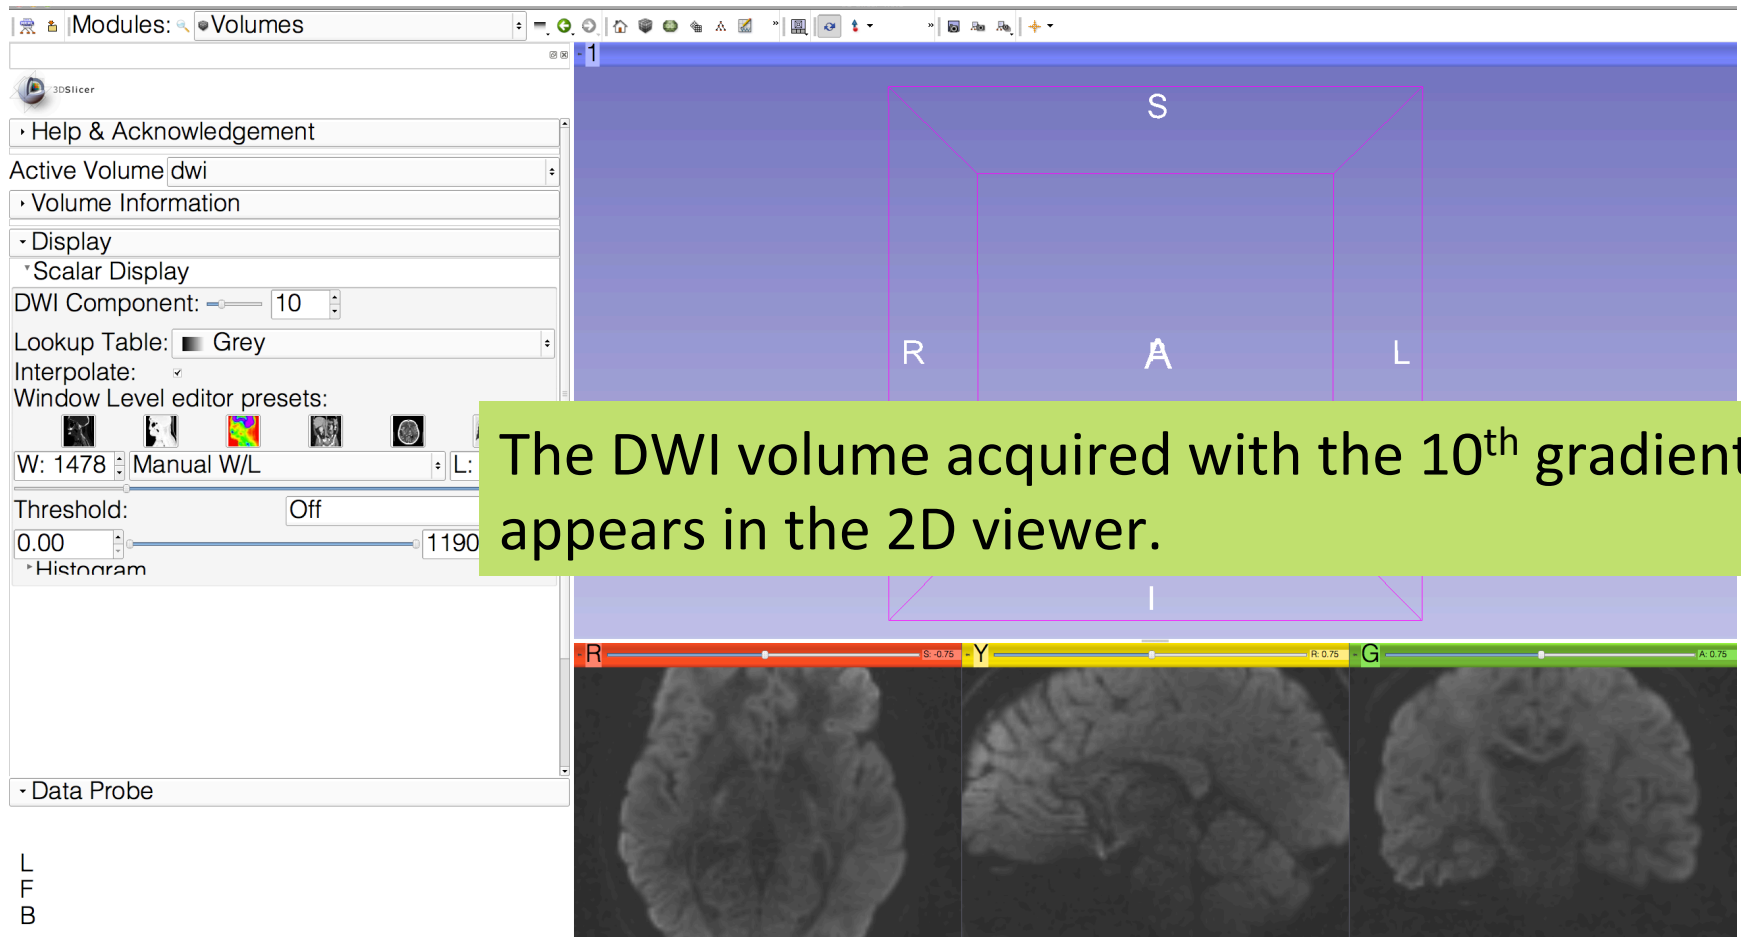 Modules: Volumes
1
3DSlicer
Help & Acknowledgement
Active Volume dwi
Volume Information
Display
Scalar Display
DWI Component: 10
Lookup Table: Grey
Interpolate:
Window Level editor presets:
W: 1478 Manual W/L L:
Threshold: Off
0.00 1190
Histogram
Data Probe
L
F
B
S
R A L
I
The DWI volume acquired with the 10th gradient
appears in the 2D viewer.
R S: -0.75
Y R: 0.75
G A: 0.75